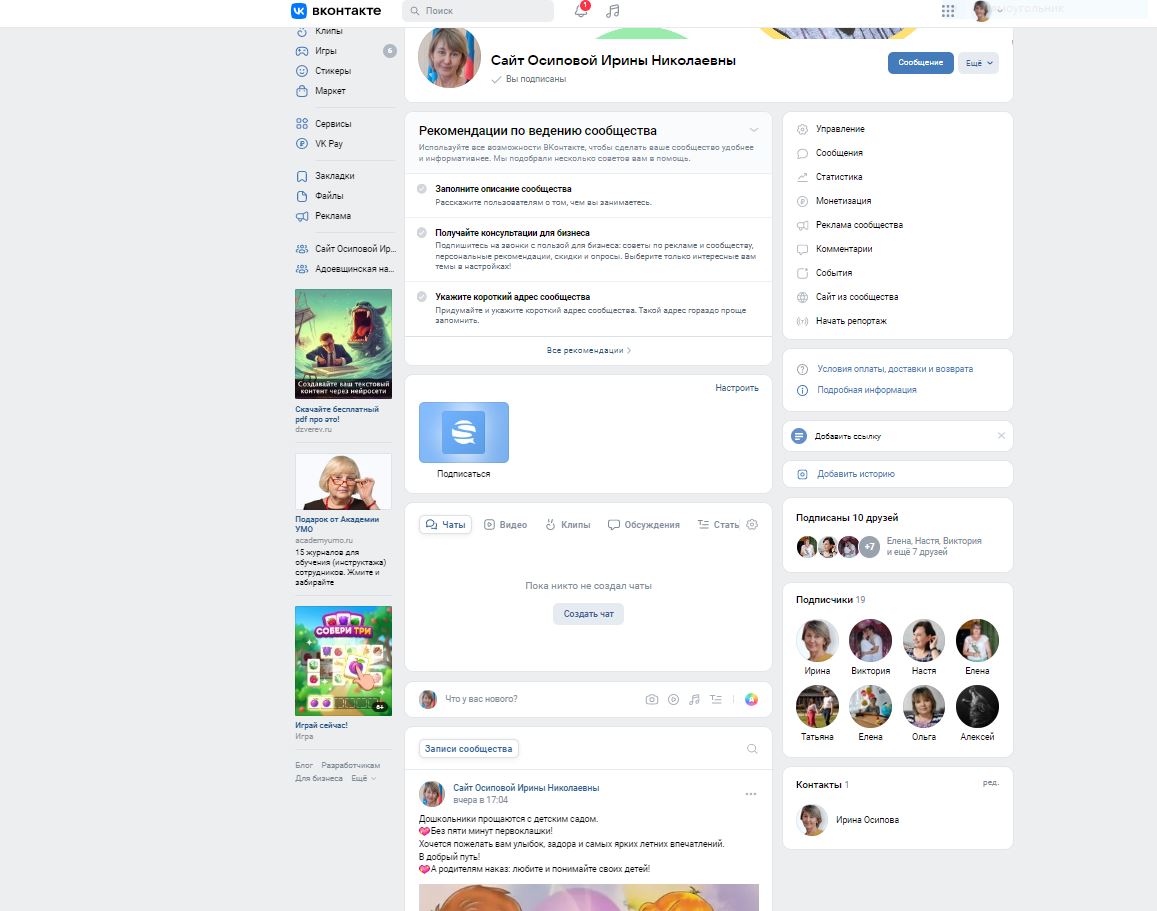 вконтакте
Поиск
1
Клипы
Игры
6
Стикеры
Маркет
Сервисы
VK Pay
Закладки
Файлы
Реклама
Сайт Осиповой Ир...
Адоевщинская на...
Создавайте ваш текстовый
контент через нейросети
Скачайте бесплатный
pdf про это!
dzverev.ru
Подарок от Академии
УМО
academyumo.ru
15 журналов для
обучения (инструктажа)
сотрудников. Жмите и
забирайте
СОБЕРИ ТРИ
6+
Играй сейчас!
Игра
Блог Разработчикам
Для бизнеса Ещё
Сайт Осиповой Ирины Николаевны
Вы подписаны
Сообщение
Ещё
Рекомендации по ведению сообщества
Используйте все возможности ВКонтакте, чтобы сделать ваше сообщество удобнее
и информативнее. Мы подобрали несколько советов вам в помощь.
Заполните описание сообщества
Расскажите пользователям о том, чем вы занимаетесь.
Получайте консультации для бизнеса
Подпишитесь на звонки с пользой для бизнеса: советы по рекламе и сообществу,
персональные рекомендации, скидки и опросы. Выберите только интересные вам
темы в настройках!
Укажите короткий адрес сообщества
Придумайте и укажите короткий адрес сообщества. Такой адрес гораздо проще
запомнить.
Все рекомендации
Настроить
Подписаться
Чаты Видео Клипы Обсуждения Стать
Пока никто не создал чаты
Создать чат
Что у вас нового?
Записи сообщества
Сайт Осиповой Ирины Николаевны
вчера в 17:04
Дошкольники прощаются с детским садом.
💝Без пяти минут первоклашки!
Хочется пожелать вам улыбок, задора и самых ярких летних впечатлений.
В добрый путь!
💝А родителям наказ: любите и понимайте своих детей!
Управление
Сообщения
Статистика
Монетизация
Реклама сообщества
Комментарии
События
Сайт из сообщества
Начать репортаж
Условия оплаты, доставки и возврата
Подробная информация
Добавить ссылку
Добавить историю
Подписаны 10 друзей
+7
Елена, Настя, Виктория
и ещё 7 друзей
Подписчики 19
Ирина Виктория Настя Елена
Татьяна Елена Ольга Алексей
Контакты 1
ред.
Ирина Осипова